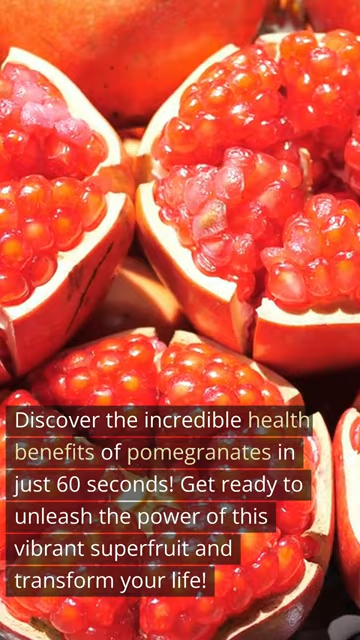 Discover the incredible health
benefits of pomegranates in
just 60 seconds! Get ready to
unleash the power of this
vibrant superfruit and
transform your life!